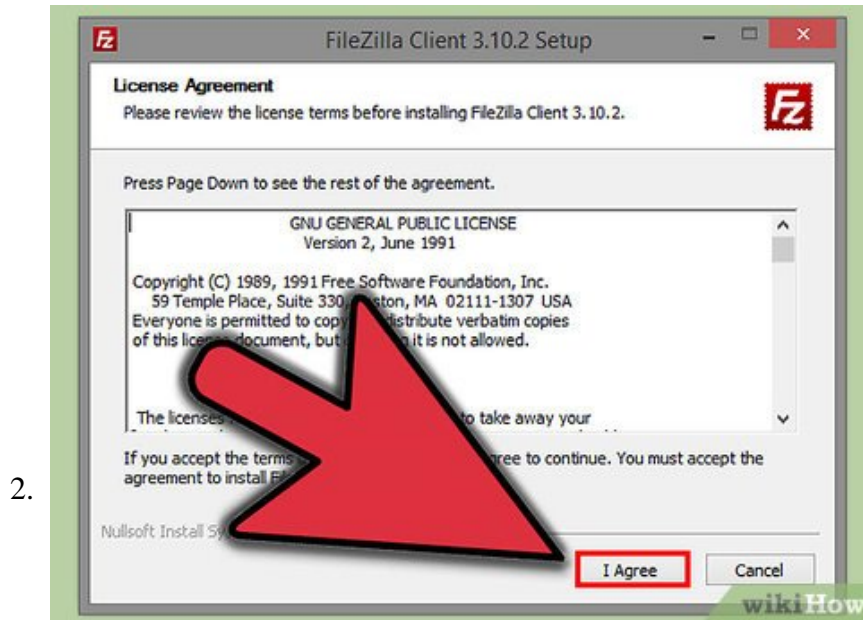 FileZilla Client 3.10.2 Setup
License Agreement
Please review the license terms before installing FileZilla Client 3.10.2.
Fz
Press Page Down to see the rest of the agreement.
GNU GENERAL PUBLIC LICENSE
Version 2, June 1991
Copyright (C) 1989, 1991 Free Software Foundation, Inc.
59 Temple Place, Suite 330, MA 02111-1307 USA
Everyone is permitted to copy distribute verbatim copies
of this document, but it is not allowed.
The licenses to take away your
If you accept the terms to continue. You must accept the
agreement to install
2.
Nullsoft Install
I Agree
Cancel
wikiHow